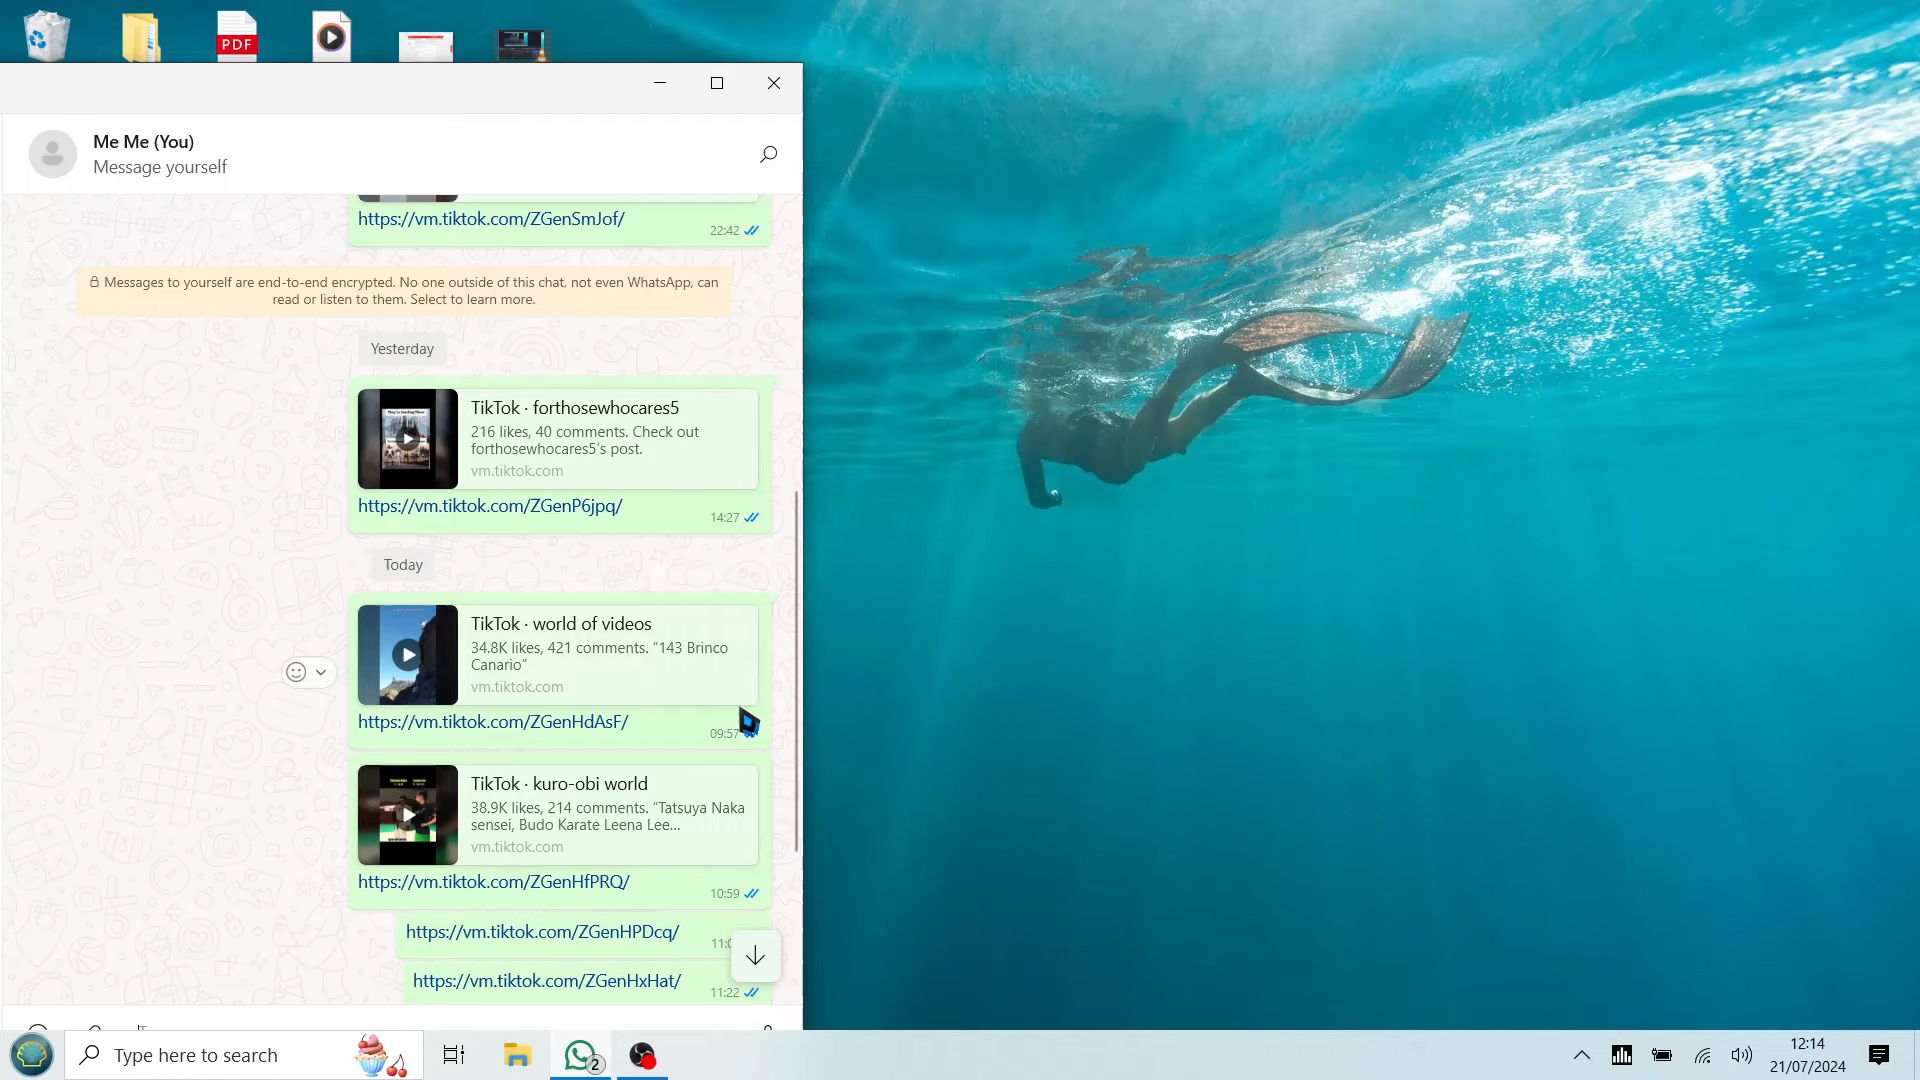 PDF
Me Me (You)
Message yourself
https://vm.tiktok.com/ZGenSmJof/
22:42
Messages to yourself are end-to-end encrypted. No one outside of this chat, not even WhatsApp, can
read or listen to them. Select to learn more.
Yesterday
TikTok · forthosewhocares5
216 likes, 40 comments. Check out
forthosewhocares5’s post.
vm.tiktok.com
https://vm.tiktok.com/ZGenP6jpq/
14:27
Today
TikTok · world of videos
34.8K likes, 421 comments. “143 Brinco
Canario”
vm.tiktok.com
https://vm.tiktok.com/ZGenHdAsF/
09:57
TikTok · kuro-obi world
38.9K likes, 214 comments. “Tatsuya Naka
sensei, Budo Karate Leena Lee...
vm.tiktok.com
https://vm.tiktok.com/ZGenHfPRQ/
10:59
https://vm.tiktok.com/ZGenHPDcq/
https://vm.tiktok.com/ZGenHxHat/
11:22
Type here to search
2
12:14
21/07/2024